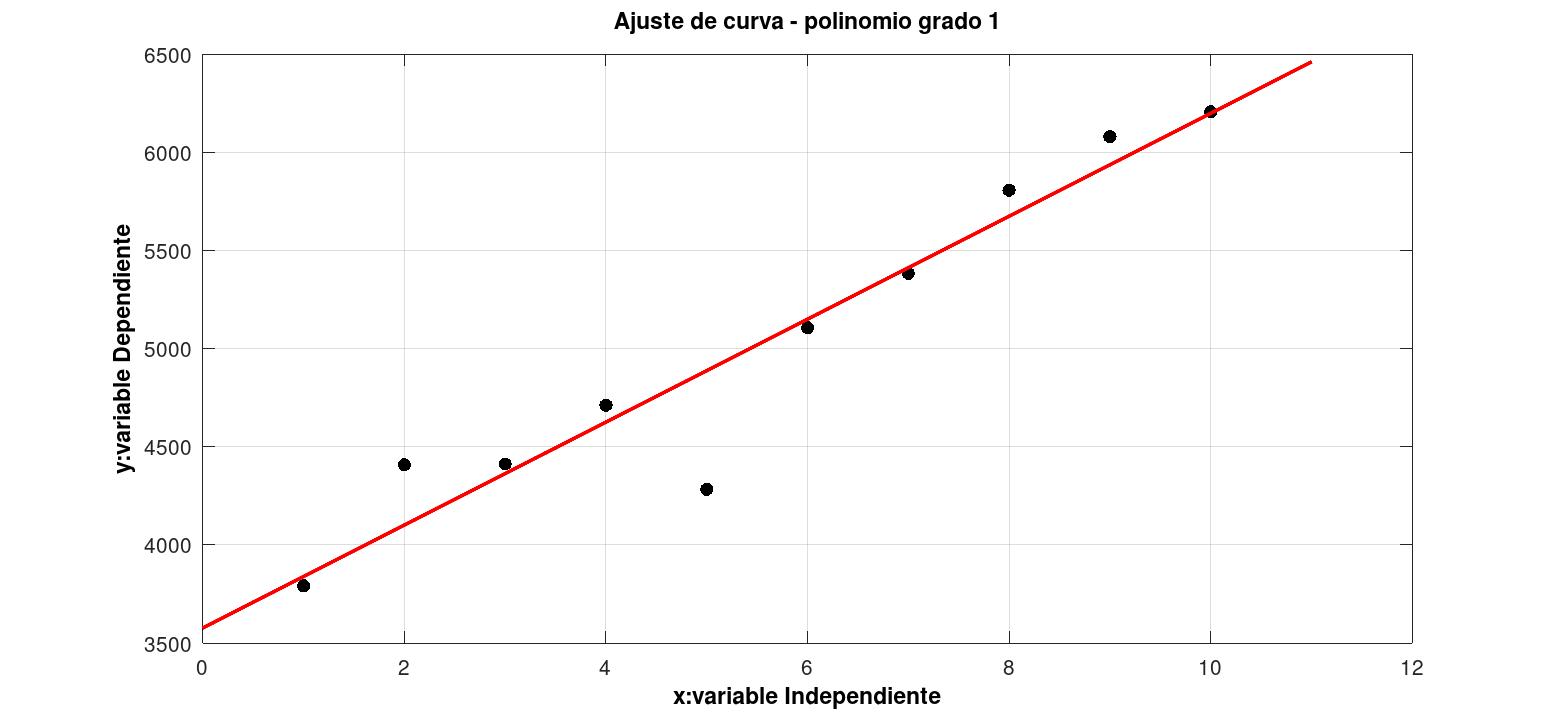 Ajuste de curva - polinomio grado 1
6500
6000
5500
5000
4500
4000
3500
y:variable Dependiente
0 2 4 6 8 10 12
x:variable Independiente